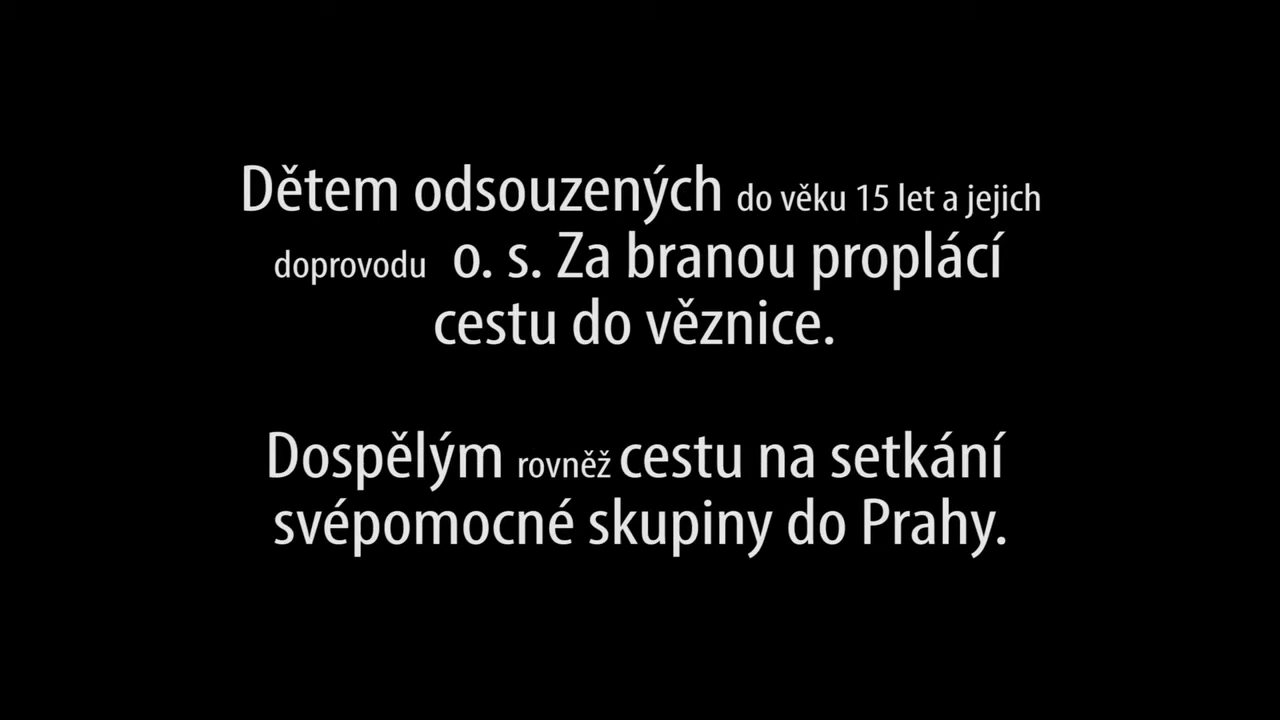 Dětem odsouzených do věku 15 let a jejich
doprovodu o. s. Za branou proplácí
cestu do věznice.
Dospělým rovněž cestu na setkání
svépomocné skupiny do Prahy.